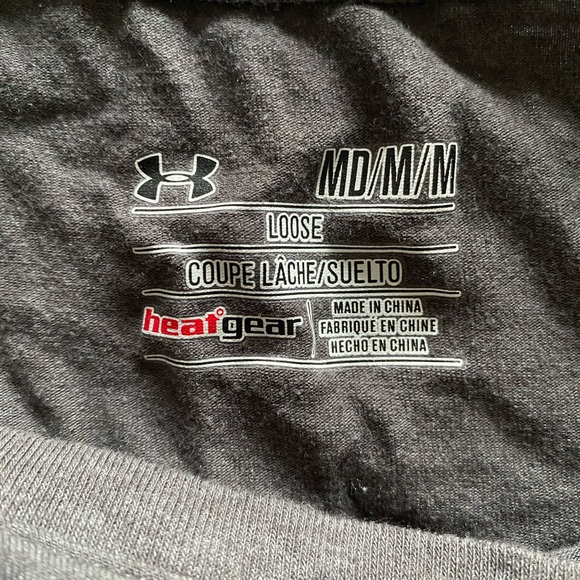 MD/M/M
LOOSE
COUPE LÂCHE/SUELTO
heatgear
MADE IN CHINA
FABRIQUÉ EN CHINE
HECHO EN CHINA